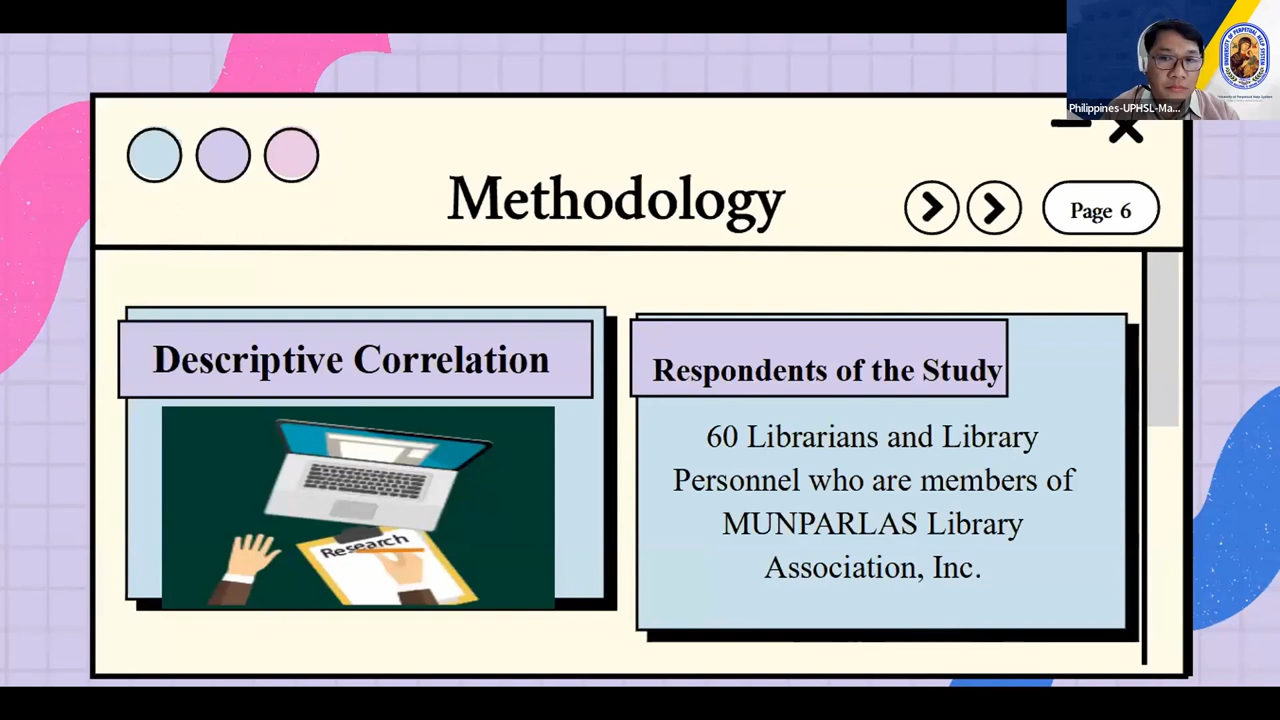 Philippines-UPHSL-Ma...
Methodology
Page 6
Descriptive Correlation
Research
Respondents of the Study
60 Librarians and Library
Personnel who are members of
MUNPARLAS Library
Association, Inc.